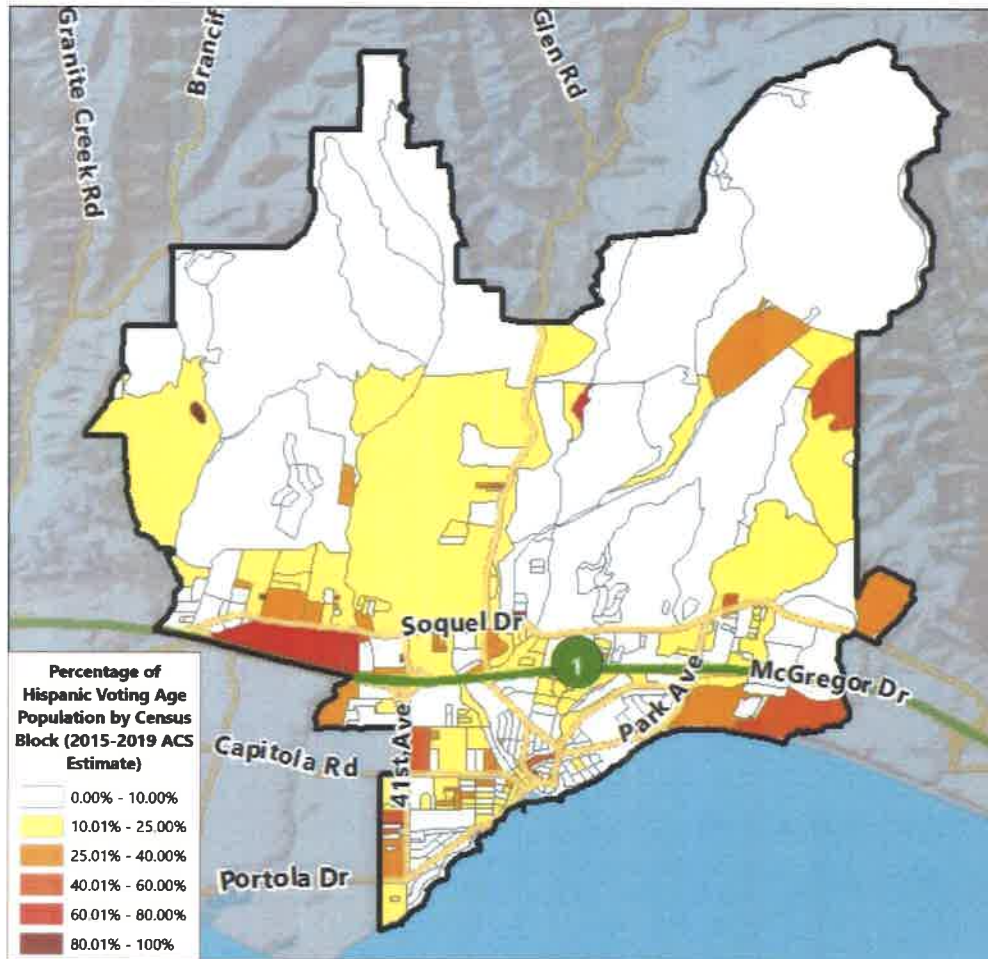 Granite Creek Rd
Brancif
Glen Rd
Soquel Dr
1
McGregor Dr
Park Ave
41st Ave
Capitola Rd
Portola Dr
Percentage of
Hispanic Voting Age
Population by Census
Block (2015-2019 ACS
Estimate)
0.00% - 10.00%
10.01% - 25.00%
25.01% - 40.00%
40.01% - 60.00%
60.01% - 80.00%
80.01% - 100%